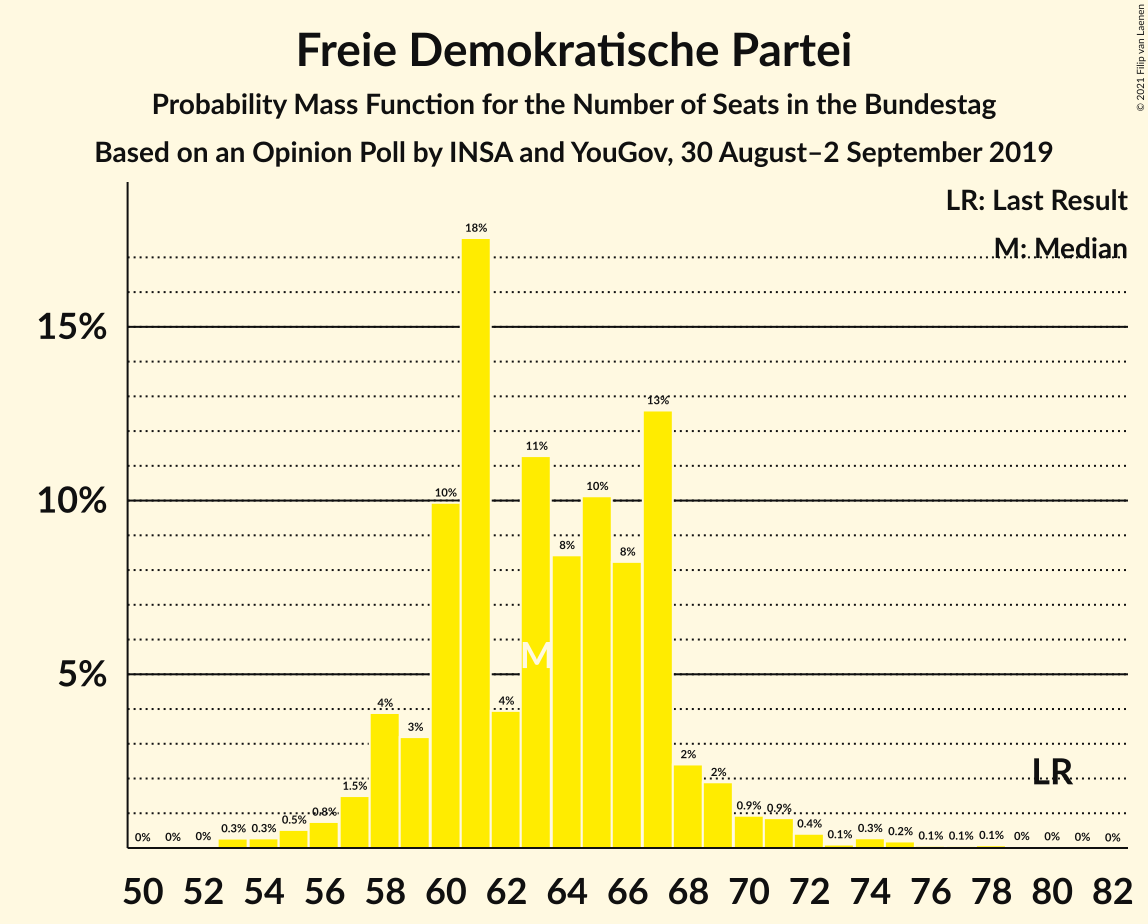 Freie Demokratische Partei
Probability Mass Function for the Number of Seats in the Bundestag
Based on an Opinion Poll by INSA and YouGov, 30 August–2 September 2019
© 2021 Filip van Laenen
LR: Last Result
M: Median
15%
10%
5%
0% 0% 0% 0.3% 0.3% 0.5% 0.8% 1.5% 4% 3% 10% 18% 4% 11% 8% 10% 8% 13% 2% 2% 0.9% 0.9% 0.4% 0.1% 0.3% 0.2% 0.1% 0.1% 0.1% 0% 0% 0% 0%
M
LR
50 52 54 56 58 60 62 64 66 68 70 72 74 76 78 80 82